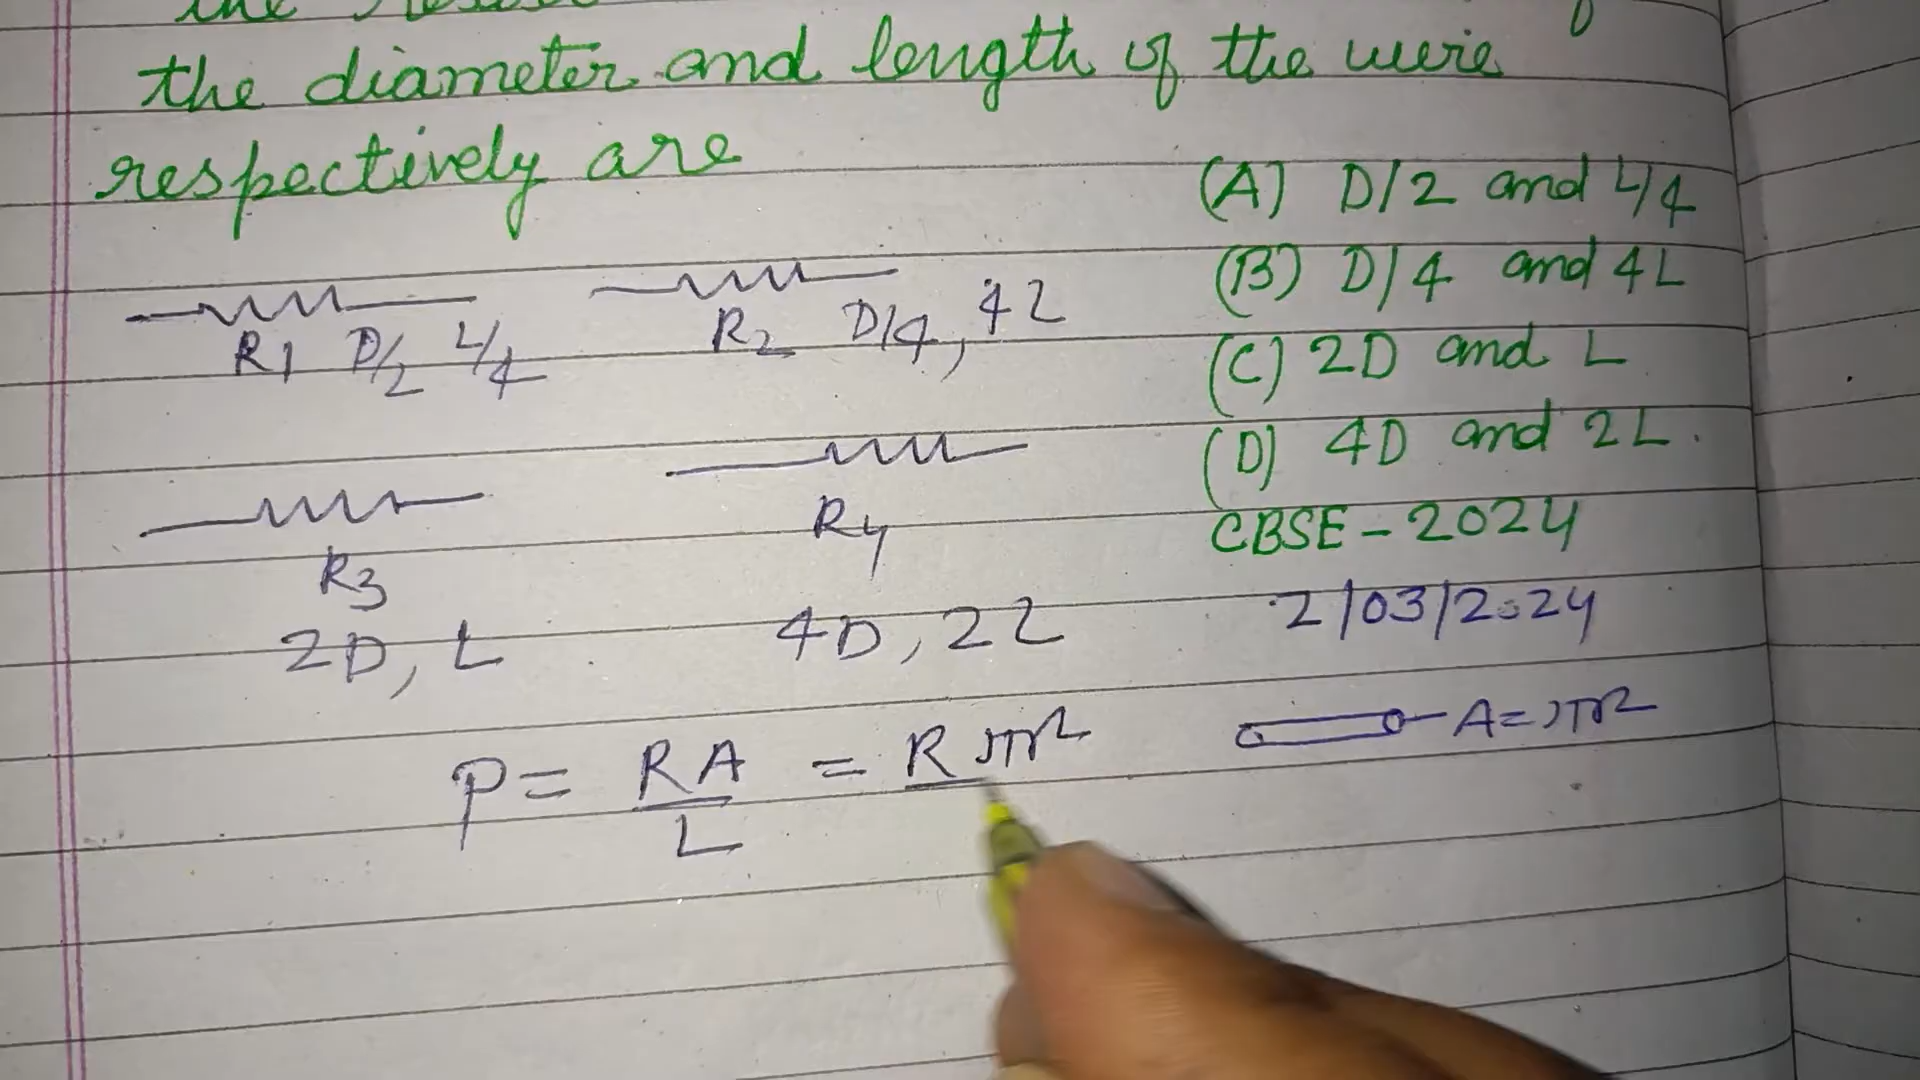 the
the diameter and length of the wire
respectively are
(A) D/2 and L/4
(B) D/4 and 4L
(C) 2D and L
(D) 4D and 2L.
CBSE-2024
2/03/2024
R1 D/2 L/4
R2 D/4, 4L
R3
2D, L
R4
4D, 2L
ρ = RA/L = Rπr²
A=πr²